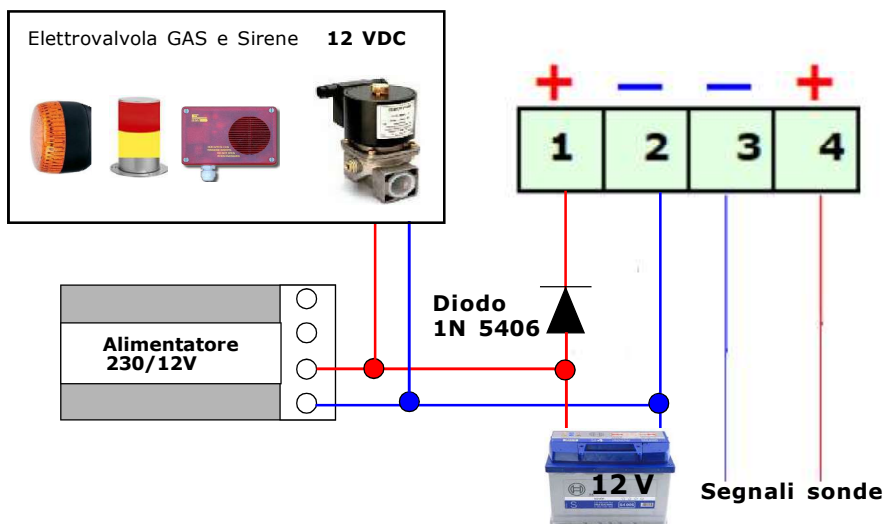 Elettrovalvola GAS e Sirene 12 VDC
+ — — +
1 2 3 4
Diodo
1N 5406
Alimentatore
230/12V
12 V
Segnali sonde